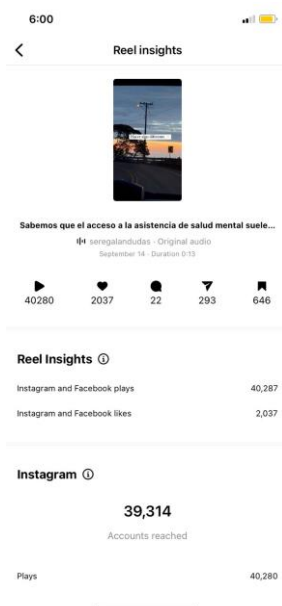 6:00
Reel insights
Sabemos que el acceso a la asistencia de salud mental suele...
seregalandudas · Original audio
September 14 · Duration 0:13
40280 2037 22 293 646
Reel Insights
Instagram and Facebook plays 40,287
Instagram and Facebook likes 2,037
Instagram
39,314
Accounts reached
Plays 40,280